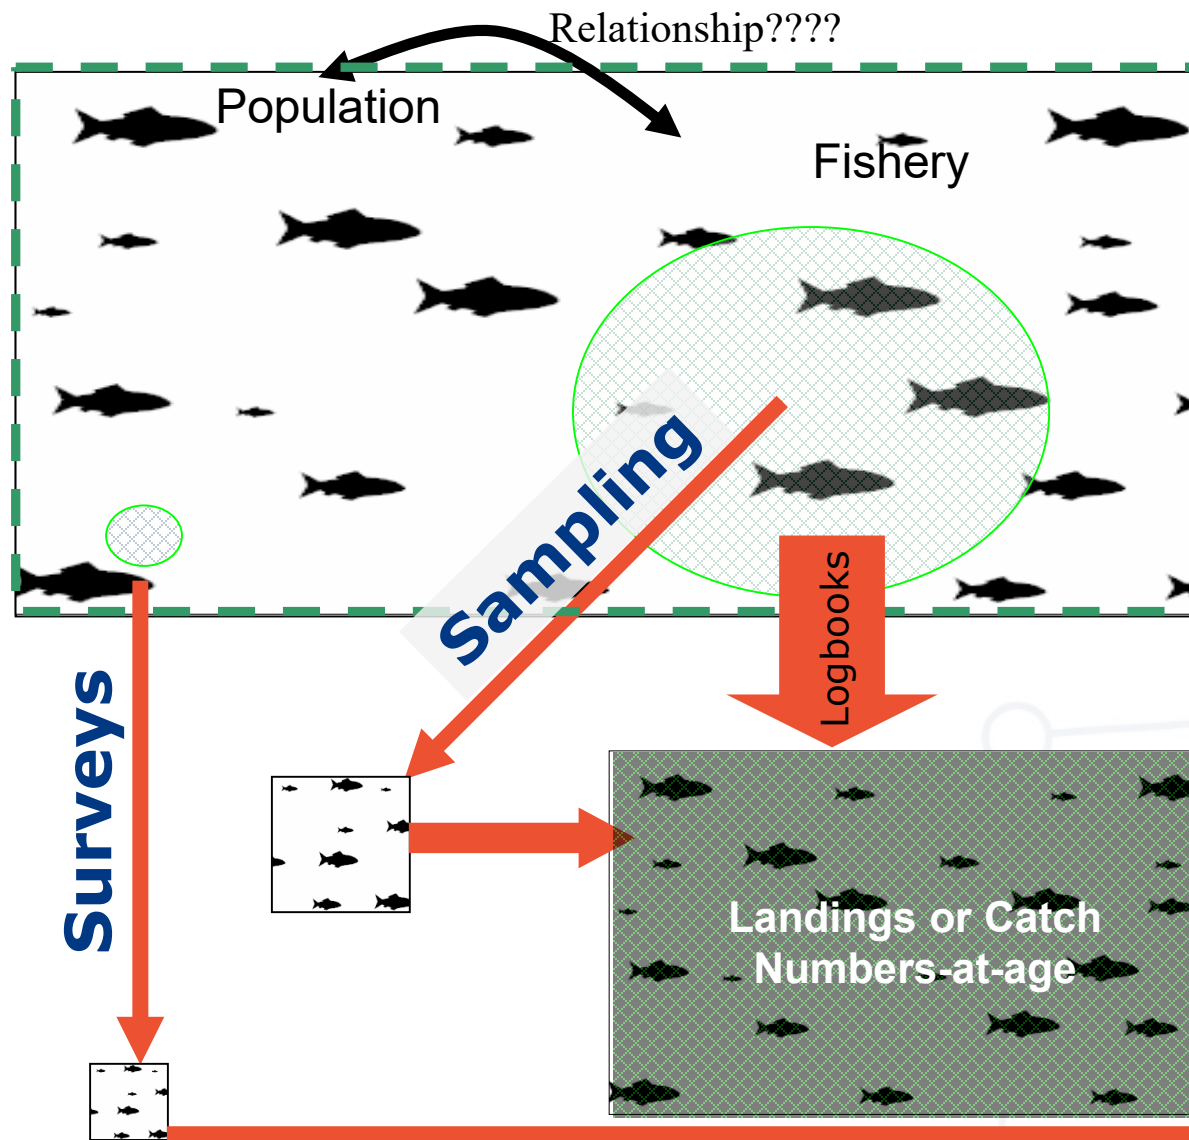 Relationship????
Population
Fishery
Sampling
Logbooks
Surveys
Landings or Catch
Numbers-at-age